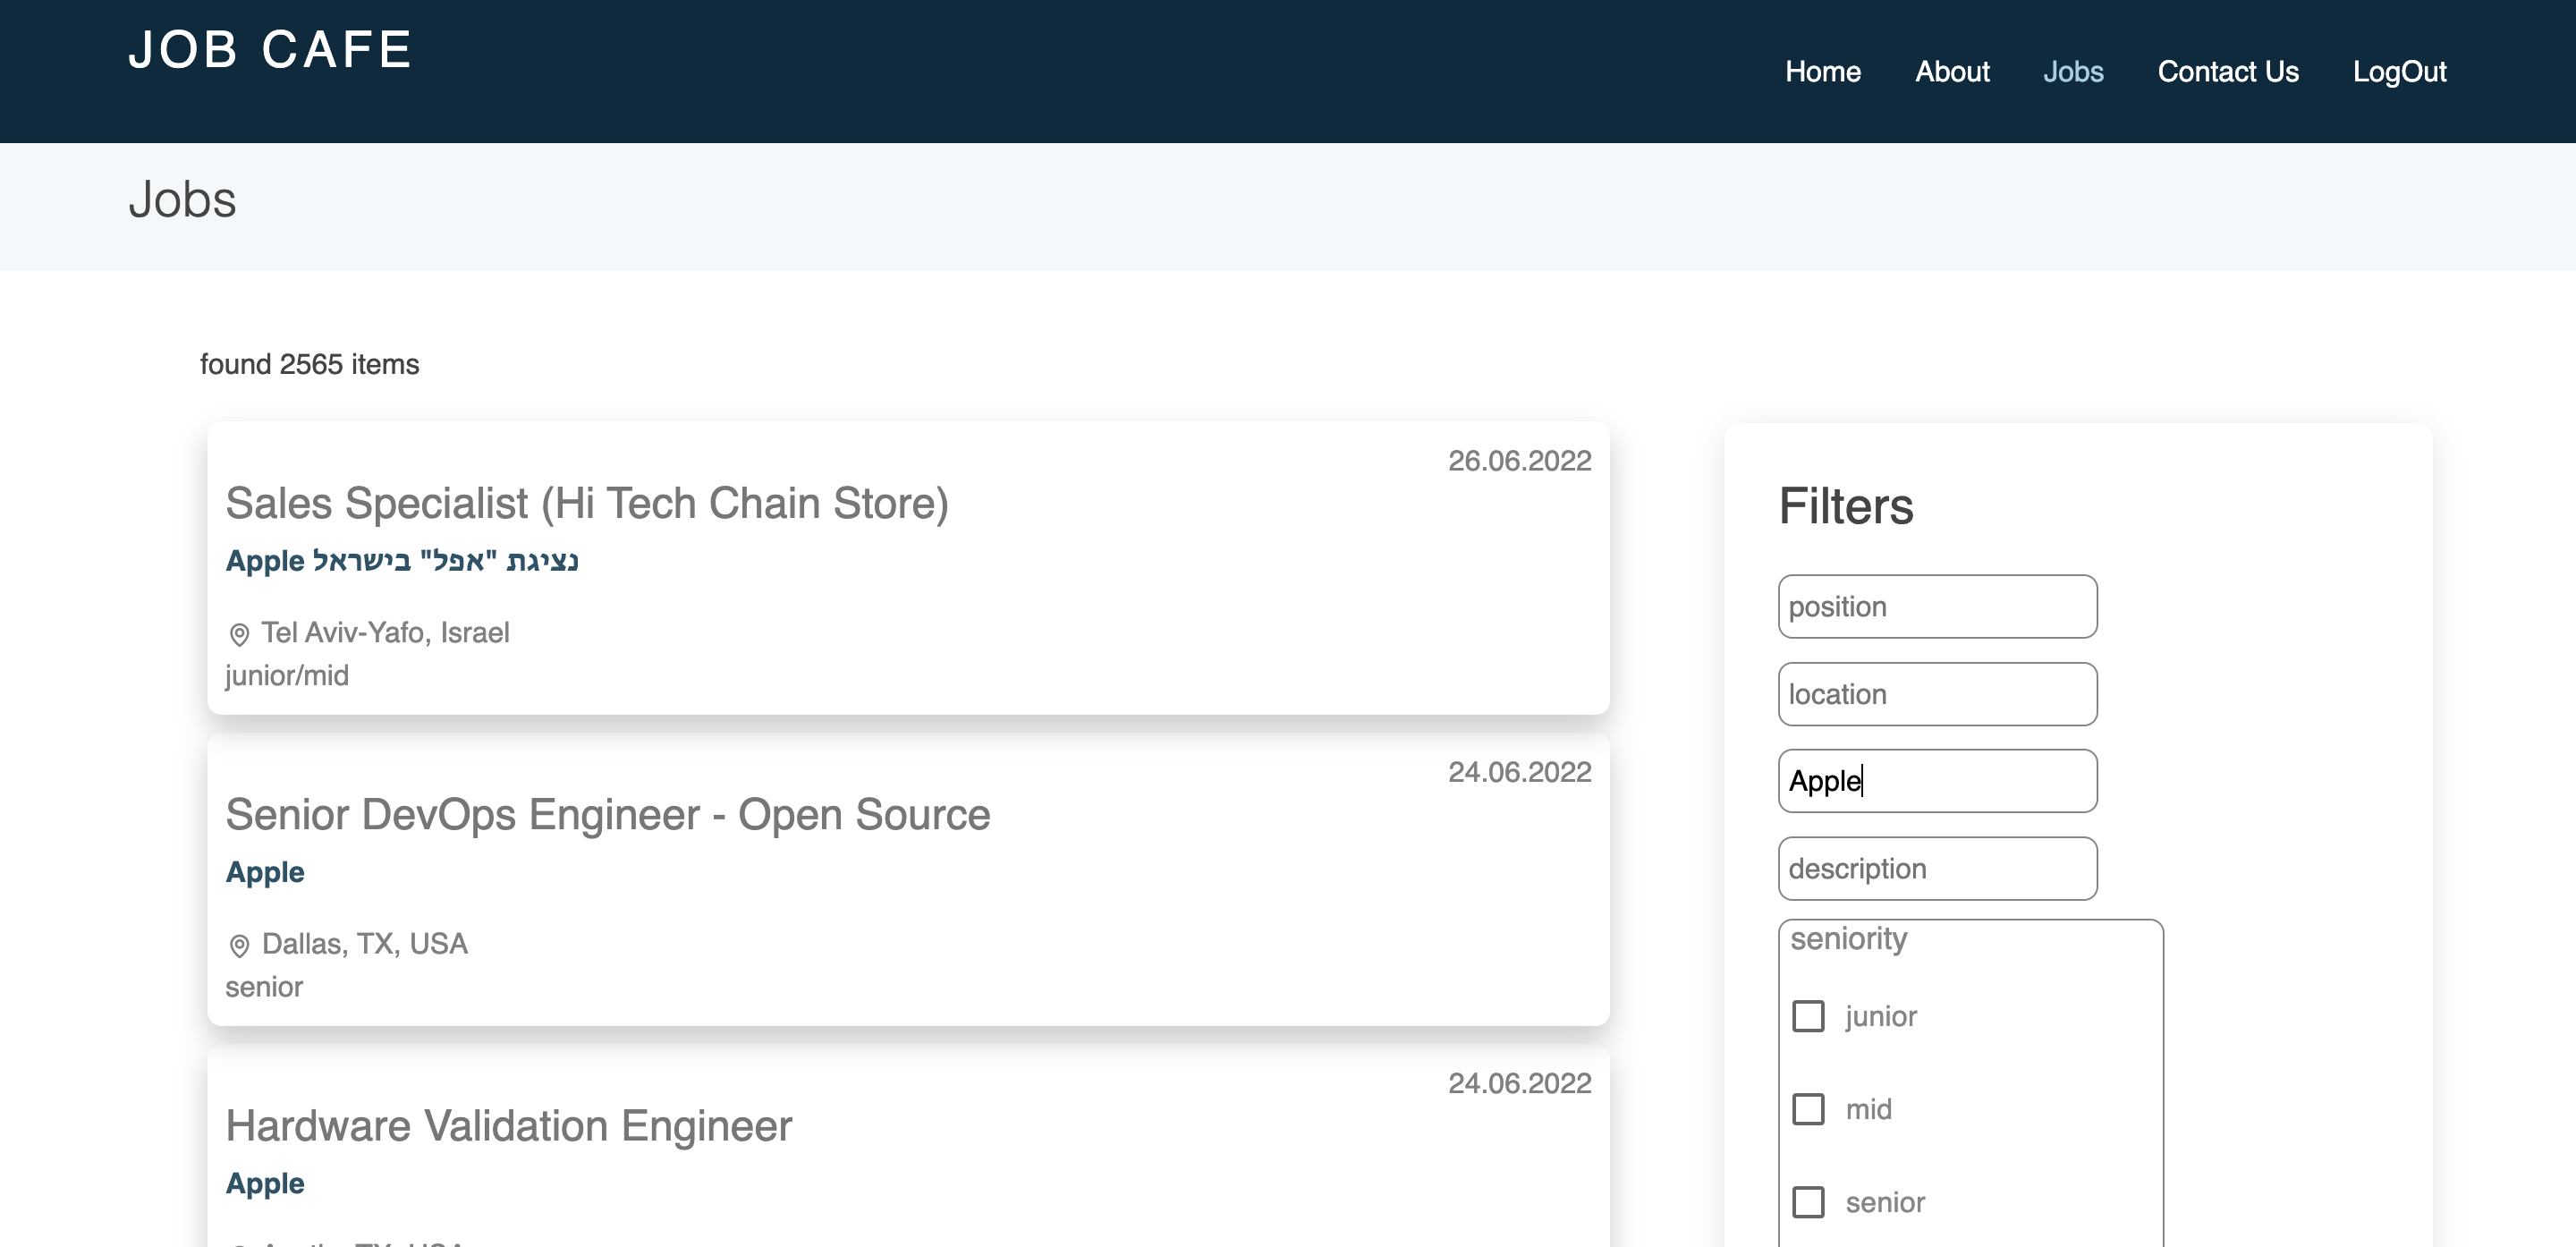 JOB CAFE
Home About Jobs Contact Us LogOut
Jobs
found 2565 items
26.06.2022
Sales Specialist (Hi Tech Chain Store)
Apple נציגת "אפל" בישראל
Tel Aviv-Yafo, Israel
junior/mid
24.06.2022
Senior DevOps Engineer - Open Source
Apple
Dallas, TX, USA
senior
24.06.2022
Hardware Validation Engineer
Apple
Filters
position
location
Apple
description
seniority
junior
mid
senior